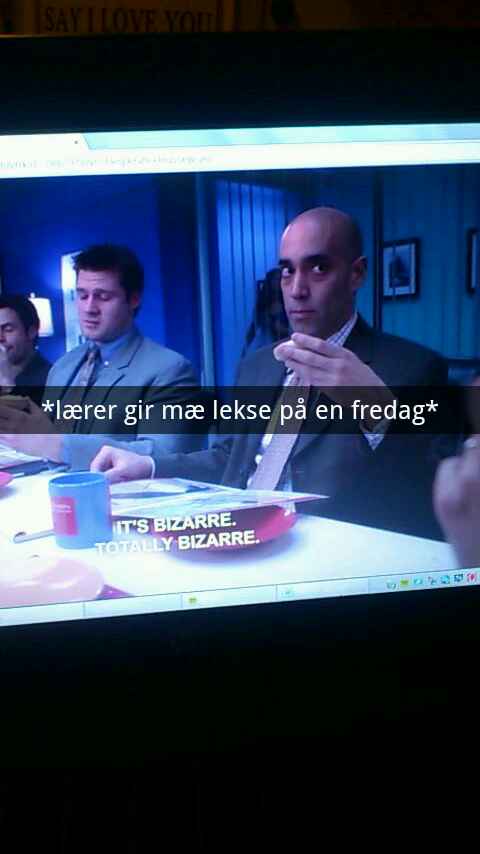 SAY I LOVE YOU
*lærer gir mæ lekse på en fredag*
IT'S BIZARRE.
TOTALLY BIZARRE.